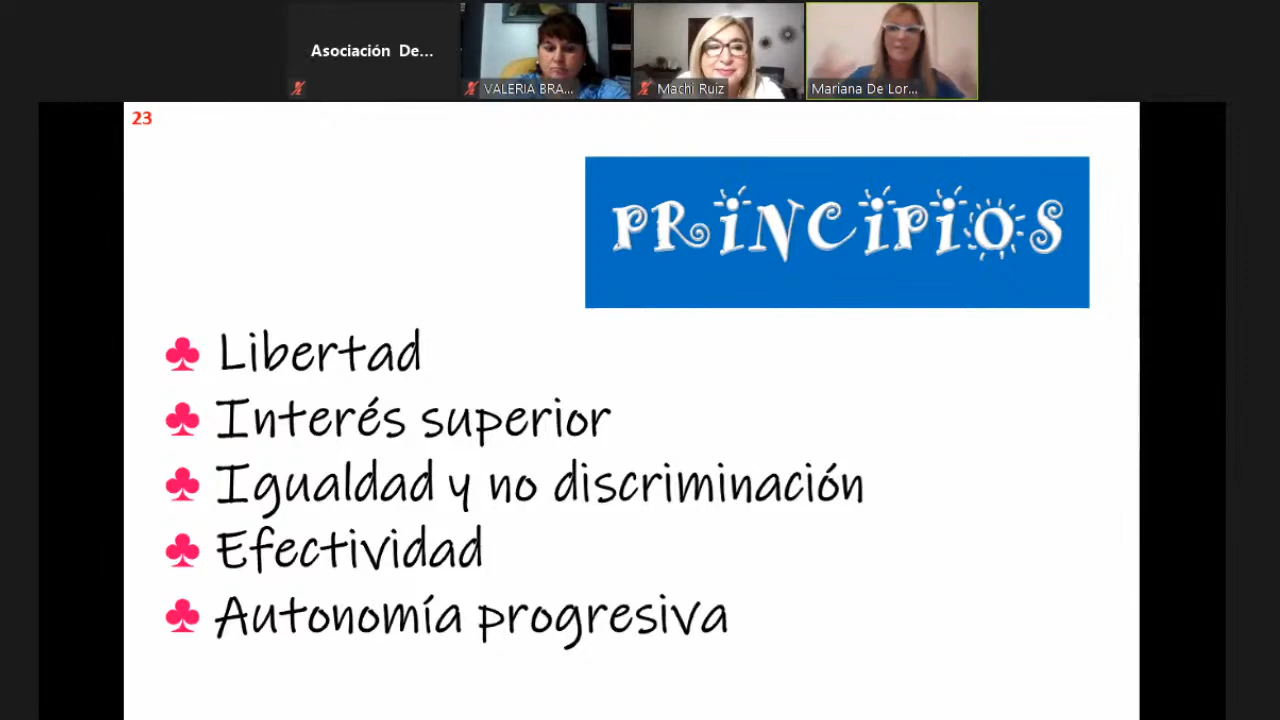 Asociación De...
VALERIA BRA...
Machi Ruiz
Mariana De Lor...
23
PRiNCiPiOS
Libertad
Interés superior
Igualdad y no discriminación
Efectividad
Autonomía progresiva